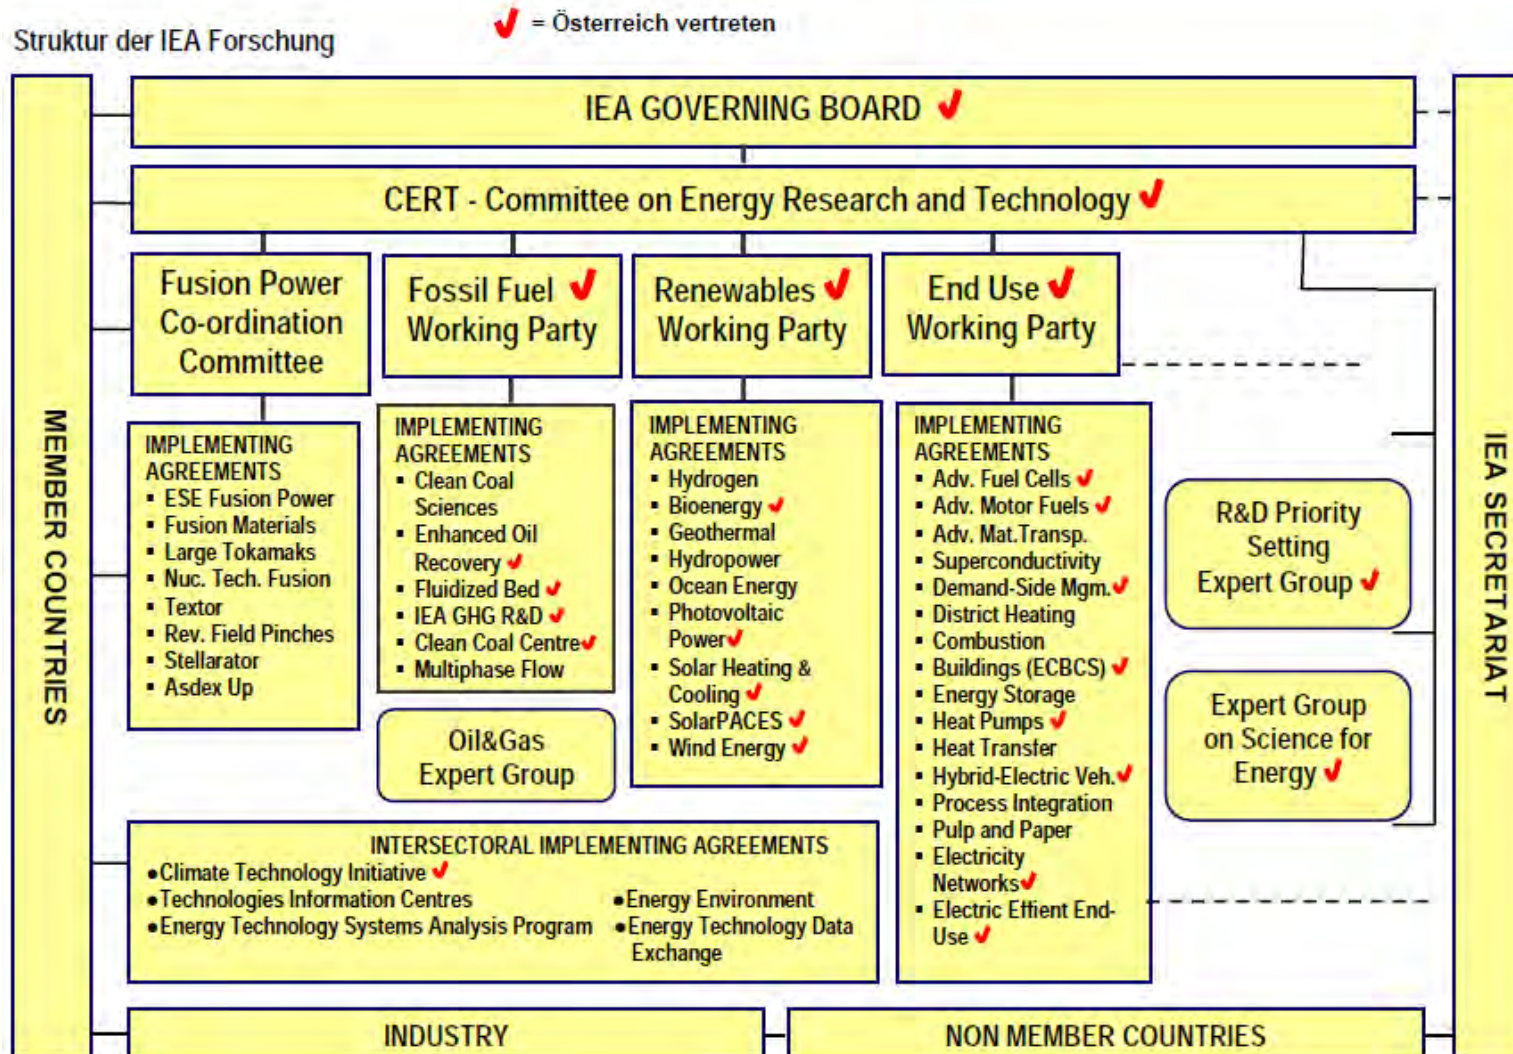 = Österreich vertreten
Struktur der IEA Forschung
IEA GOVERNING BOARD
CERT - Committee on Energy Research and Technology
Fusion Power
Co-ordination
Committee
Fossil Fuel
Working Party
Renewables
Working Party
End Use
Working Party
MEMBER COUNTRIES
IMPLEMENTING
AGREEMENTS
▪ ESE Fusion Power
▪ Fusion Materials
▪ Large Tokamaks
▪ Nuc. Tech. Fusion
▪ Textor
▪ Rev. Field Pinches
▪ Stellarator
▪ Asdex Up
IMPLEMENTING
AGREEMENTS
▪ Clean Coal
Sciences
▪ Enhanced Oil
Recovery
▪ Fluidized Bed
▪ IEA GHG R&D
▪ Clean Coal Centre
▪ Multiphase Flow
Oil&Gas
Expert Group
IMPLEMENTING
AGREEMENTS
▪ Hydrogen
▪ Bioenergy
▪ Geothermal
▪ Hydropower
▪ Ocean Energy
▪ Photovoltaic
Power
▪ Solar Heating &
Cooling
▪ SolarPACES
▪ Wind Energy
IMPLEMENTING
AGREEMENTS
▪ Adv. Fuel Cells
▪ Adv. Motor Fuels
▪ Adv. Mat.Transp.
▪ Superconductivity
▪ Demand-Side Mgm.
▪ District Heating
▪ Combustion
▪ Buildings (ECBCS)
▪ Energy Storage
▪ Heat Pumps
▪ Heat Transfer
▪ Hybrid-Electric Veh.
▪ Process Integration
▪ Pulp and Paper
▪ Electricity
Networks
▪ Electric Effient End-
Use
R&D Priority
Setting
Expert Group
Expert Group
on Science for
Energy
IEA SECRETARIAT
INTERSECTORAL IMPLEMENTING AGREEMENTS
●Climate Technology Initiative
●Technologies Information Centres
●Energy Technology Systems Analysis Program
●Energy Environment
●Energy Technology Data
Exchange
INDUSTRY
NON MEMBER COUNTRIES